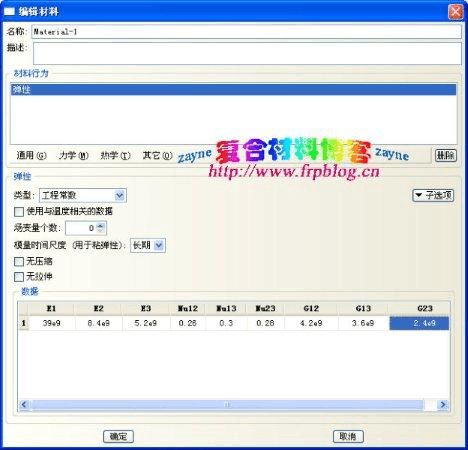 编辑材料
名称: Material-1
描述:
材料行为
弹性
通用(G) 力学(M) 热学(T) 其它(O) 删除
zayne 复合材料博客 zayne
http://www.frpblog.cn
弹性
类型: 工程常数 子选项
使用与温度相关的数据
场变量个数: 0
模量时间尺度(用于粘弹性): 长期
无压缩
无拉伸
数据
E1 E2 E3 Nu12 Nu13 Nu23 G12 G13 G23
1 39e9 8.4e9 5.2e9 0.26 0.3 0.28 4.2e9 3.6e9 2.4e9
确定 取消